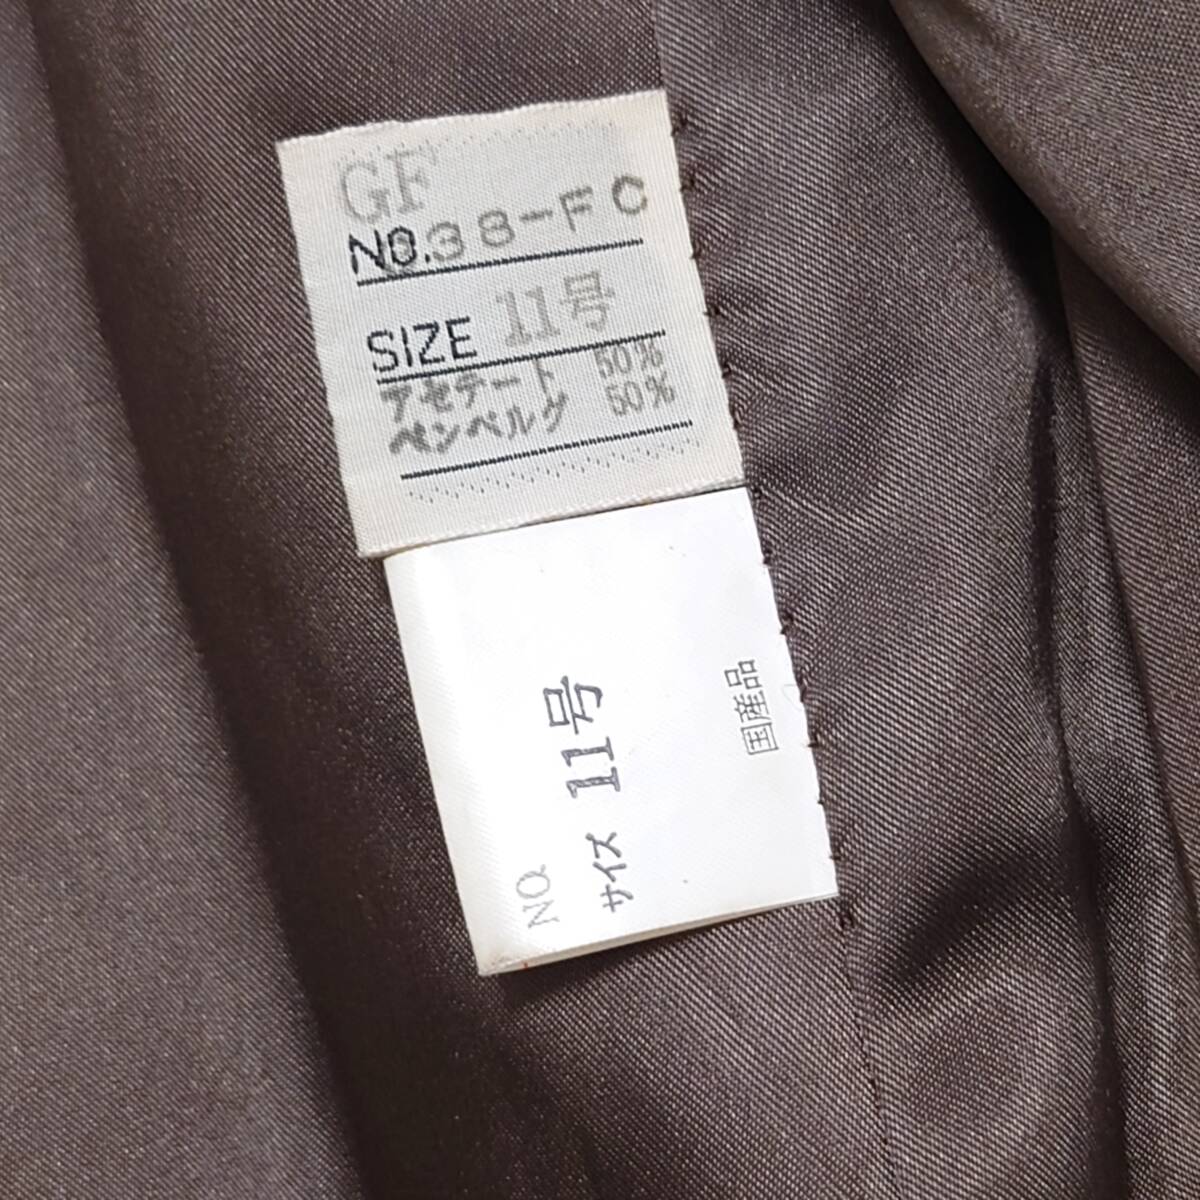 GF
NO.38-FC
SIZE 11号
アセテート 50%
ベンベルグ 50%
NO
サイズ 11号
国産品